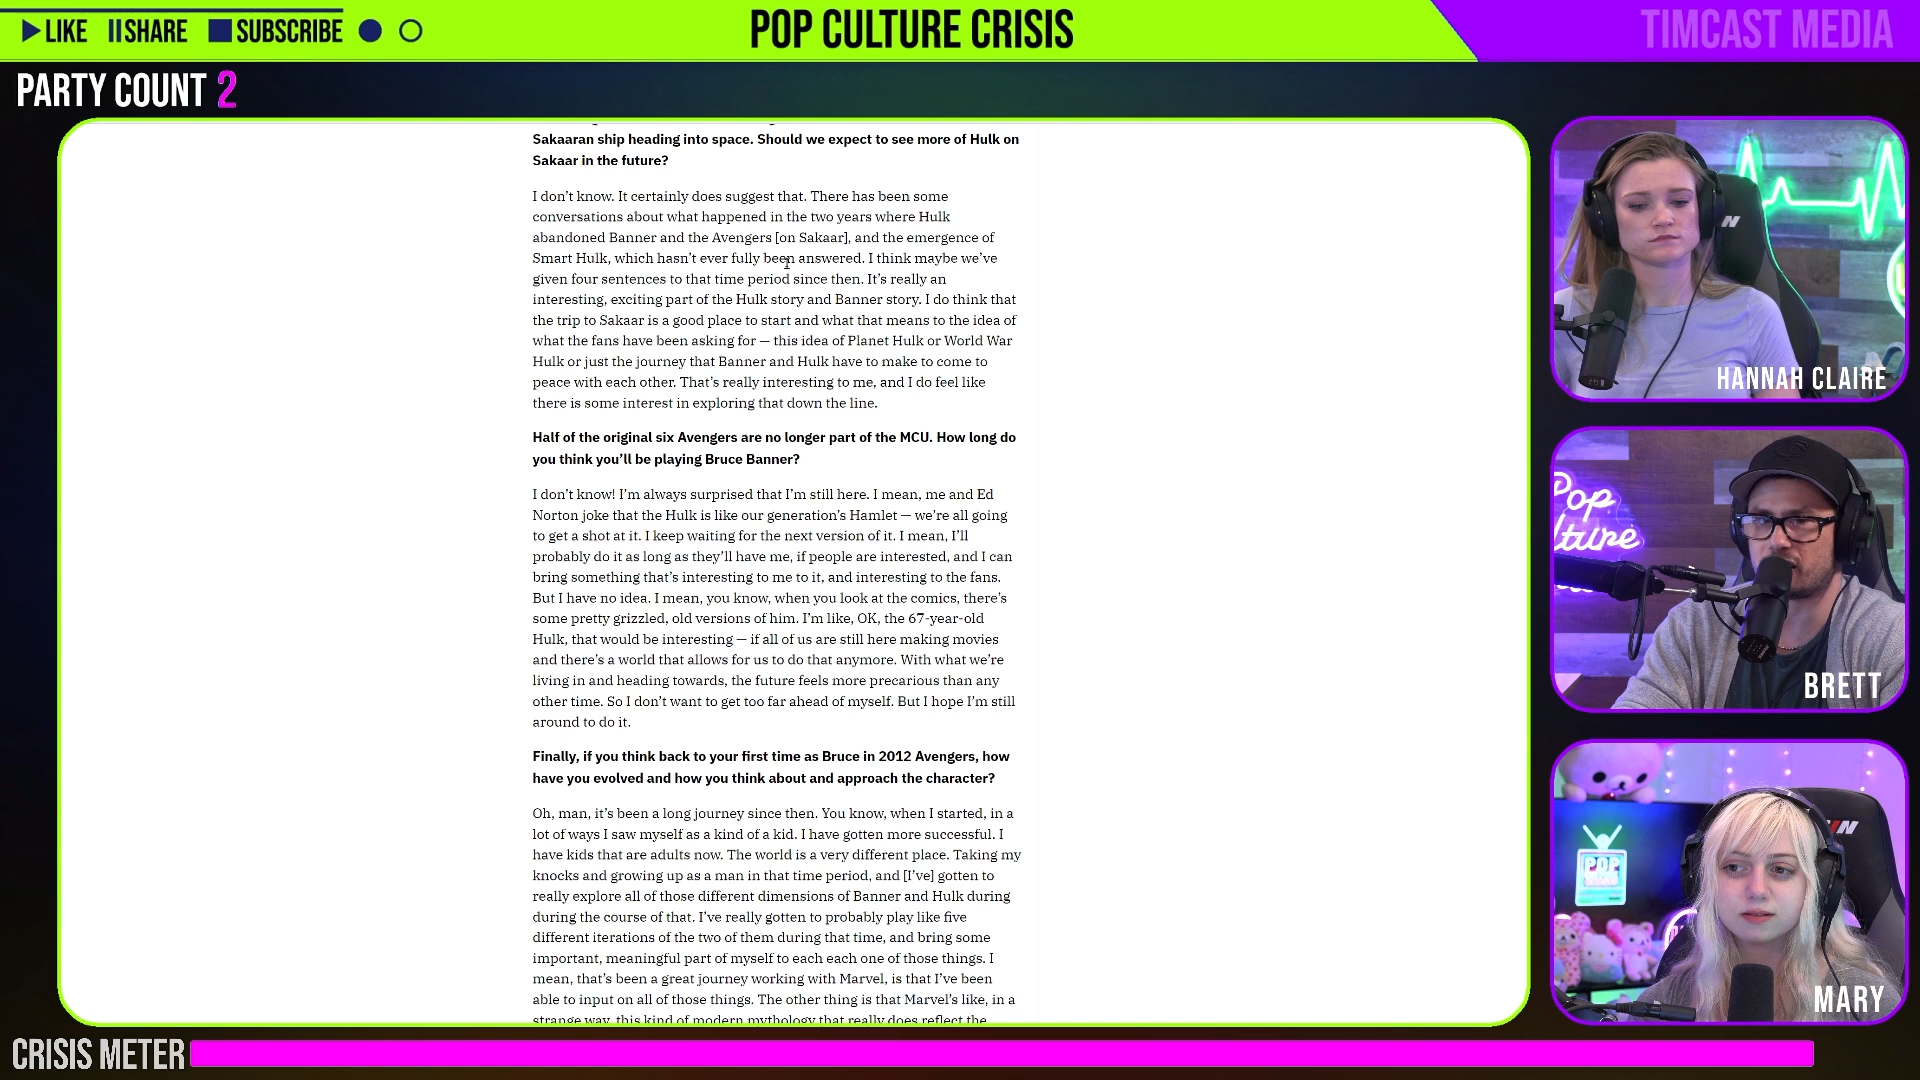 LIKE SHARE SUBSCRIBE
POP CULTURE CRISIS
TIMCAST MEDIA
PARTY COUNT 2
Sakaaran ship heading into space. Should we expect to see more of Hulk on
Sakaar in the future?
I don’t know. It certainly does suggest that. There has been some
conversations about what happened in the two years where Hulk
abandoned Banner and the Avengers [on Sakaar], and the emergence of
Smart Hulk, which hasn’t ever fully been answered. I think maybe we’ve
given four sentences to that time period since then. It’s really an
interesting, exciting part of the Hulk story and Banner story. I do think that
the trip to Sakaar is a good place to start and what that means to the idea of
what the fans have been asking for — this idea of Planet Hulk or World War
Hulk or just the journey that Banner and Hulk have to make to come to
peace with each other. That’s really interesting to me, and I do feel like
there is some interest in exploring that down the line.
Half of the original six Avengers are no longer part of the MCU. How long do
you think you’ll be playing Bruce Banner?
I don’t know! I’m always surprised that I’m still here. I mean, me and Ed
Norton joke that the Hulk is like our generation’s Hamlet — we’re all going
to get a shot at it. I keep waiting for the next version of it. I mean, I’ll
probably do it as long as they’ll have me, if people are interested, and I can
bring something that’s interesting to me to it, and interesting to the fans.
But I have no idea. I mean, you know, when you look at the comics, there’s
some pretty grizzled, old versions of him. I’m like, OK, the 67-year-old
Hulk, that would be interesting — if all of us are still here making movies
and there’s a world that allows for us to do that anymore. With what we’re
living in and heading towards, the future feels more precarious than any
other time. So I don’t want to get too far ahead of myself. But I hope I’m still
around to do it.
Finally, if you think back to your first time as Bruce in 2012 Avengers, how
have you evolved and how you think about and approach the character?
Oh, man, it’s been a long journey since then. You know, when I started, in a
lot of ways I saw myself as a kind of a kid. I have gotten more successful. I
have kids that are adults now. The world is a very different place. Taking my
knocks and growing up as a man in that time period, and [I’ve] gotten to
really explore all of those different dimensions of Banner and Hulk during
during the course of that. I’ve really gotten to probably play like five
different iterations of the two of them during that time, and bring some
important, meaningful part of myself to each each one of those things. I
mean, that’s been a great journey working with Marvel, is that I’ve been
able to input on all of those things. The other thing is that Marvel’s like, in a
strange way, this kind of modern mythology that really does reflect the
HANNAH CLAIRE
Pop
lture
BRETT
POP
MARY
CRISIS METER